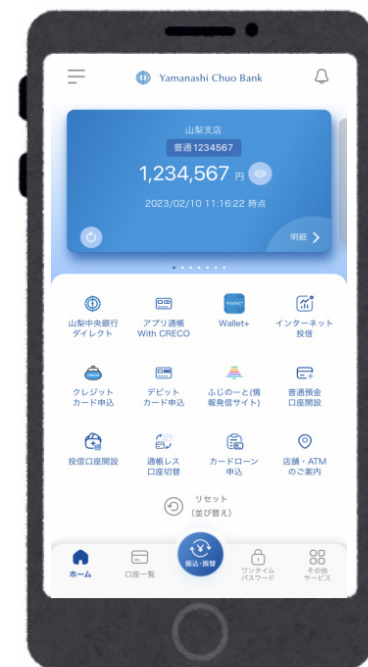 Yamanashi Chuo Bank
山梨支店
普通1234567
1,234,567 円
2023/02/10 11:16:22 時点
明細
山梨中央銀行
ダイレクト
アプリ通帳
With CRECO
Wallet+
Wallet+
インターネット
投信
クレジット
カード申込
デビット
カード申込
ふじのーと(情
報発信サイト)
普通預金
口座開設
投信口座開設
通帳レス
口座切替
カードローン
申込
店舗・ATM
のご案内
リセット
(並び替え)
ホーム
口座一覧
振込・振替
ワンタイム
パスワード
その他
サービス